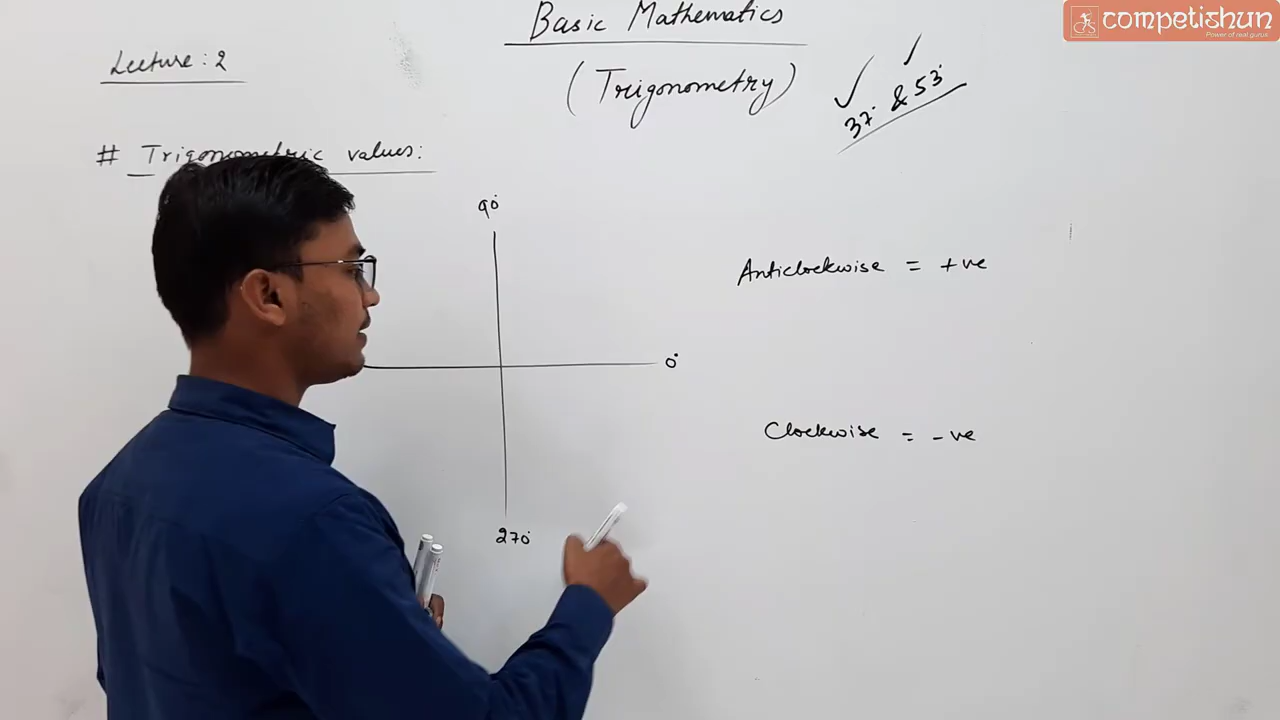 competishun
Power of real gurus
Basic Mathematics
Lecture: 2
(Trigonometry)
37° & 53°
# Trigonometric values:
90°
Anticlockwise = +ve
0°
Clockwise = -ve
270°